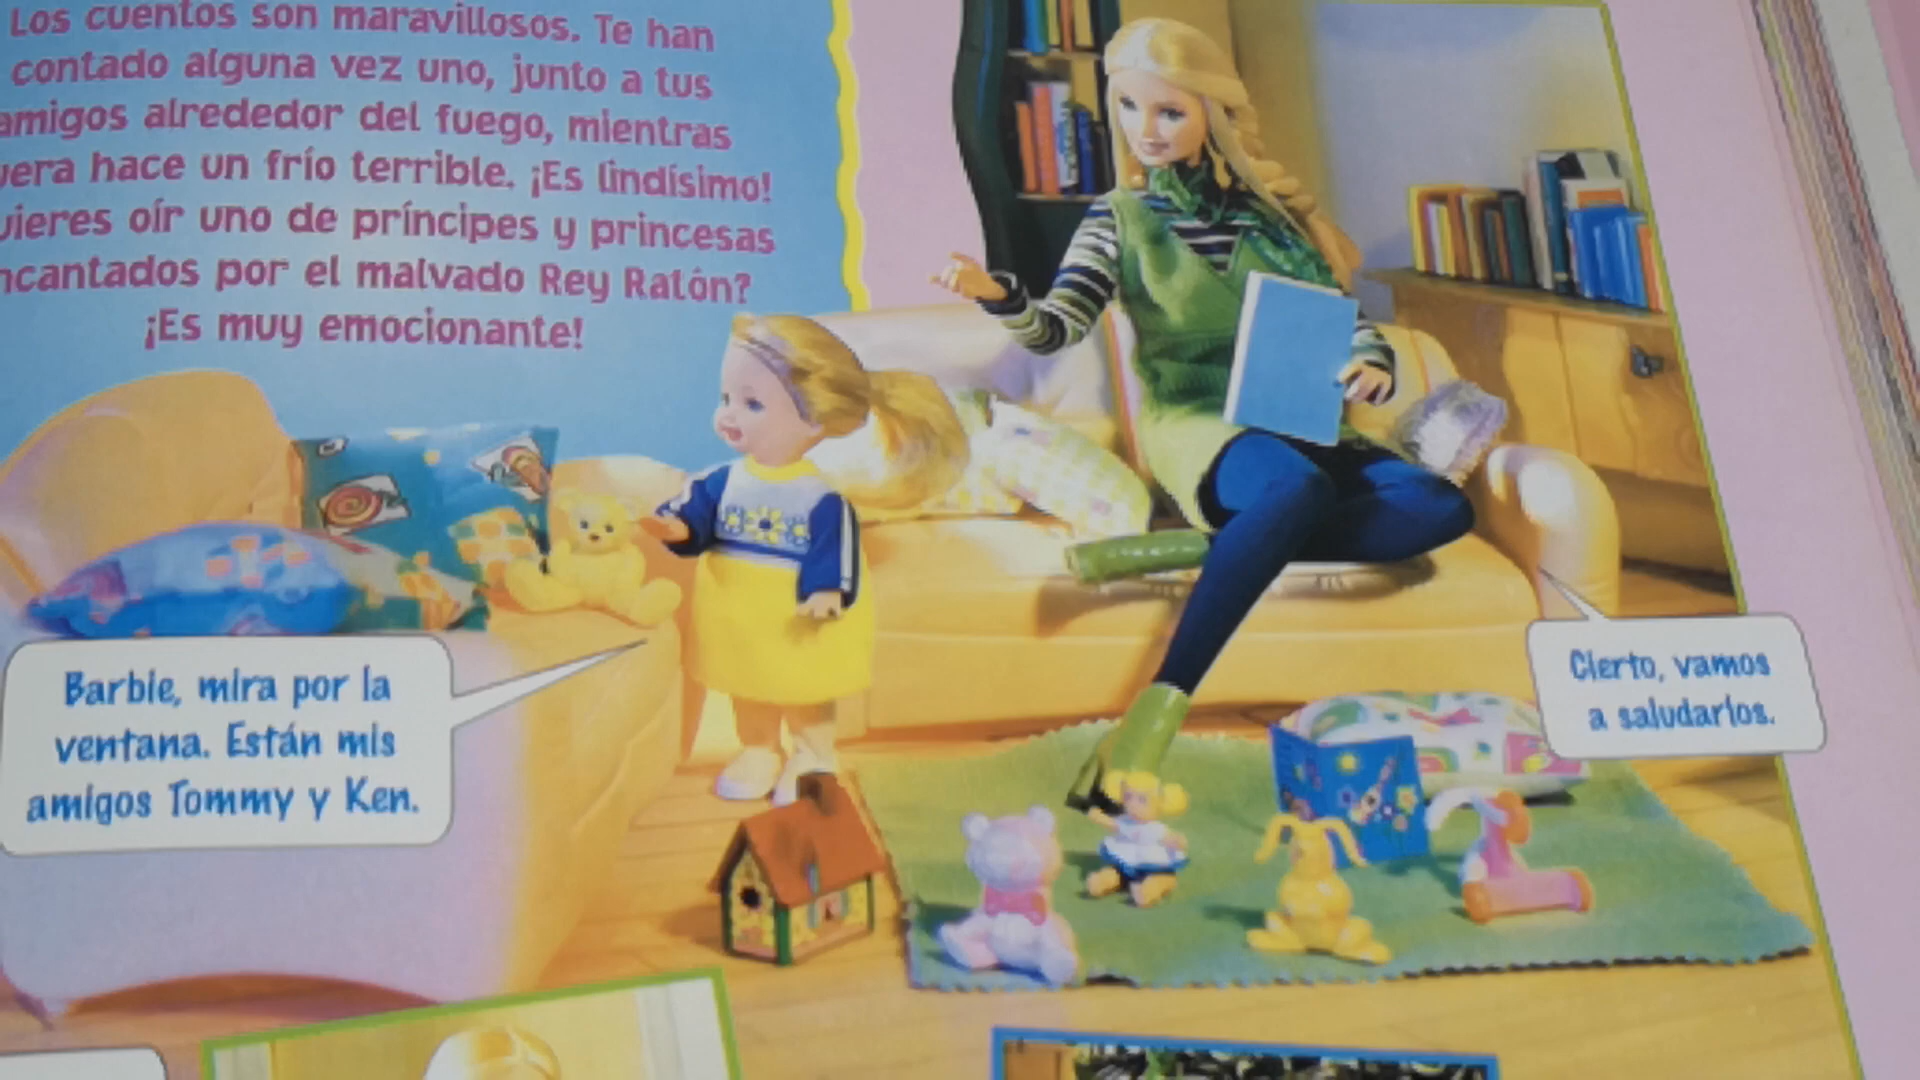 Los cuentos son maravillosos. Te han
contado alguna vez uno, junto a tus
amigos alrededor del fuego, mientras
hace un frío terrible. ¡Es lindísimo!
oír uno de príncipes y princesas
por el malvado Rey Ratón?
¡Es muy emocionante!
Barbie, mira por la
ventana. Están mis
amigos Tommy y Ken.
Cierto, vamos
a saludarlos.